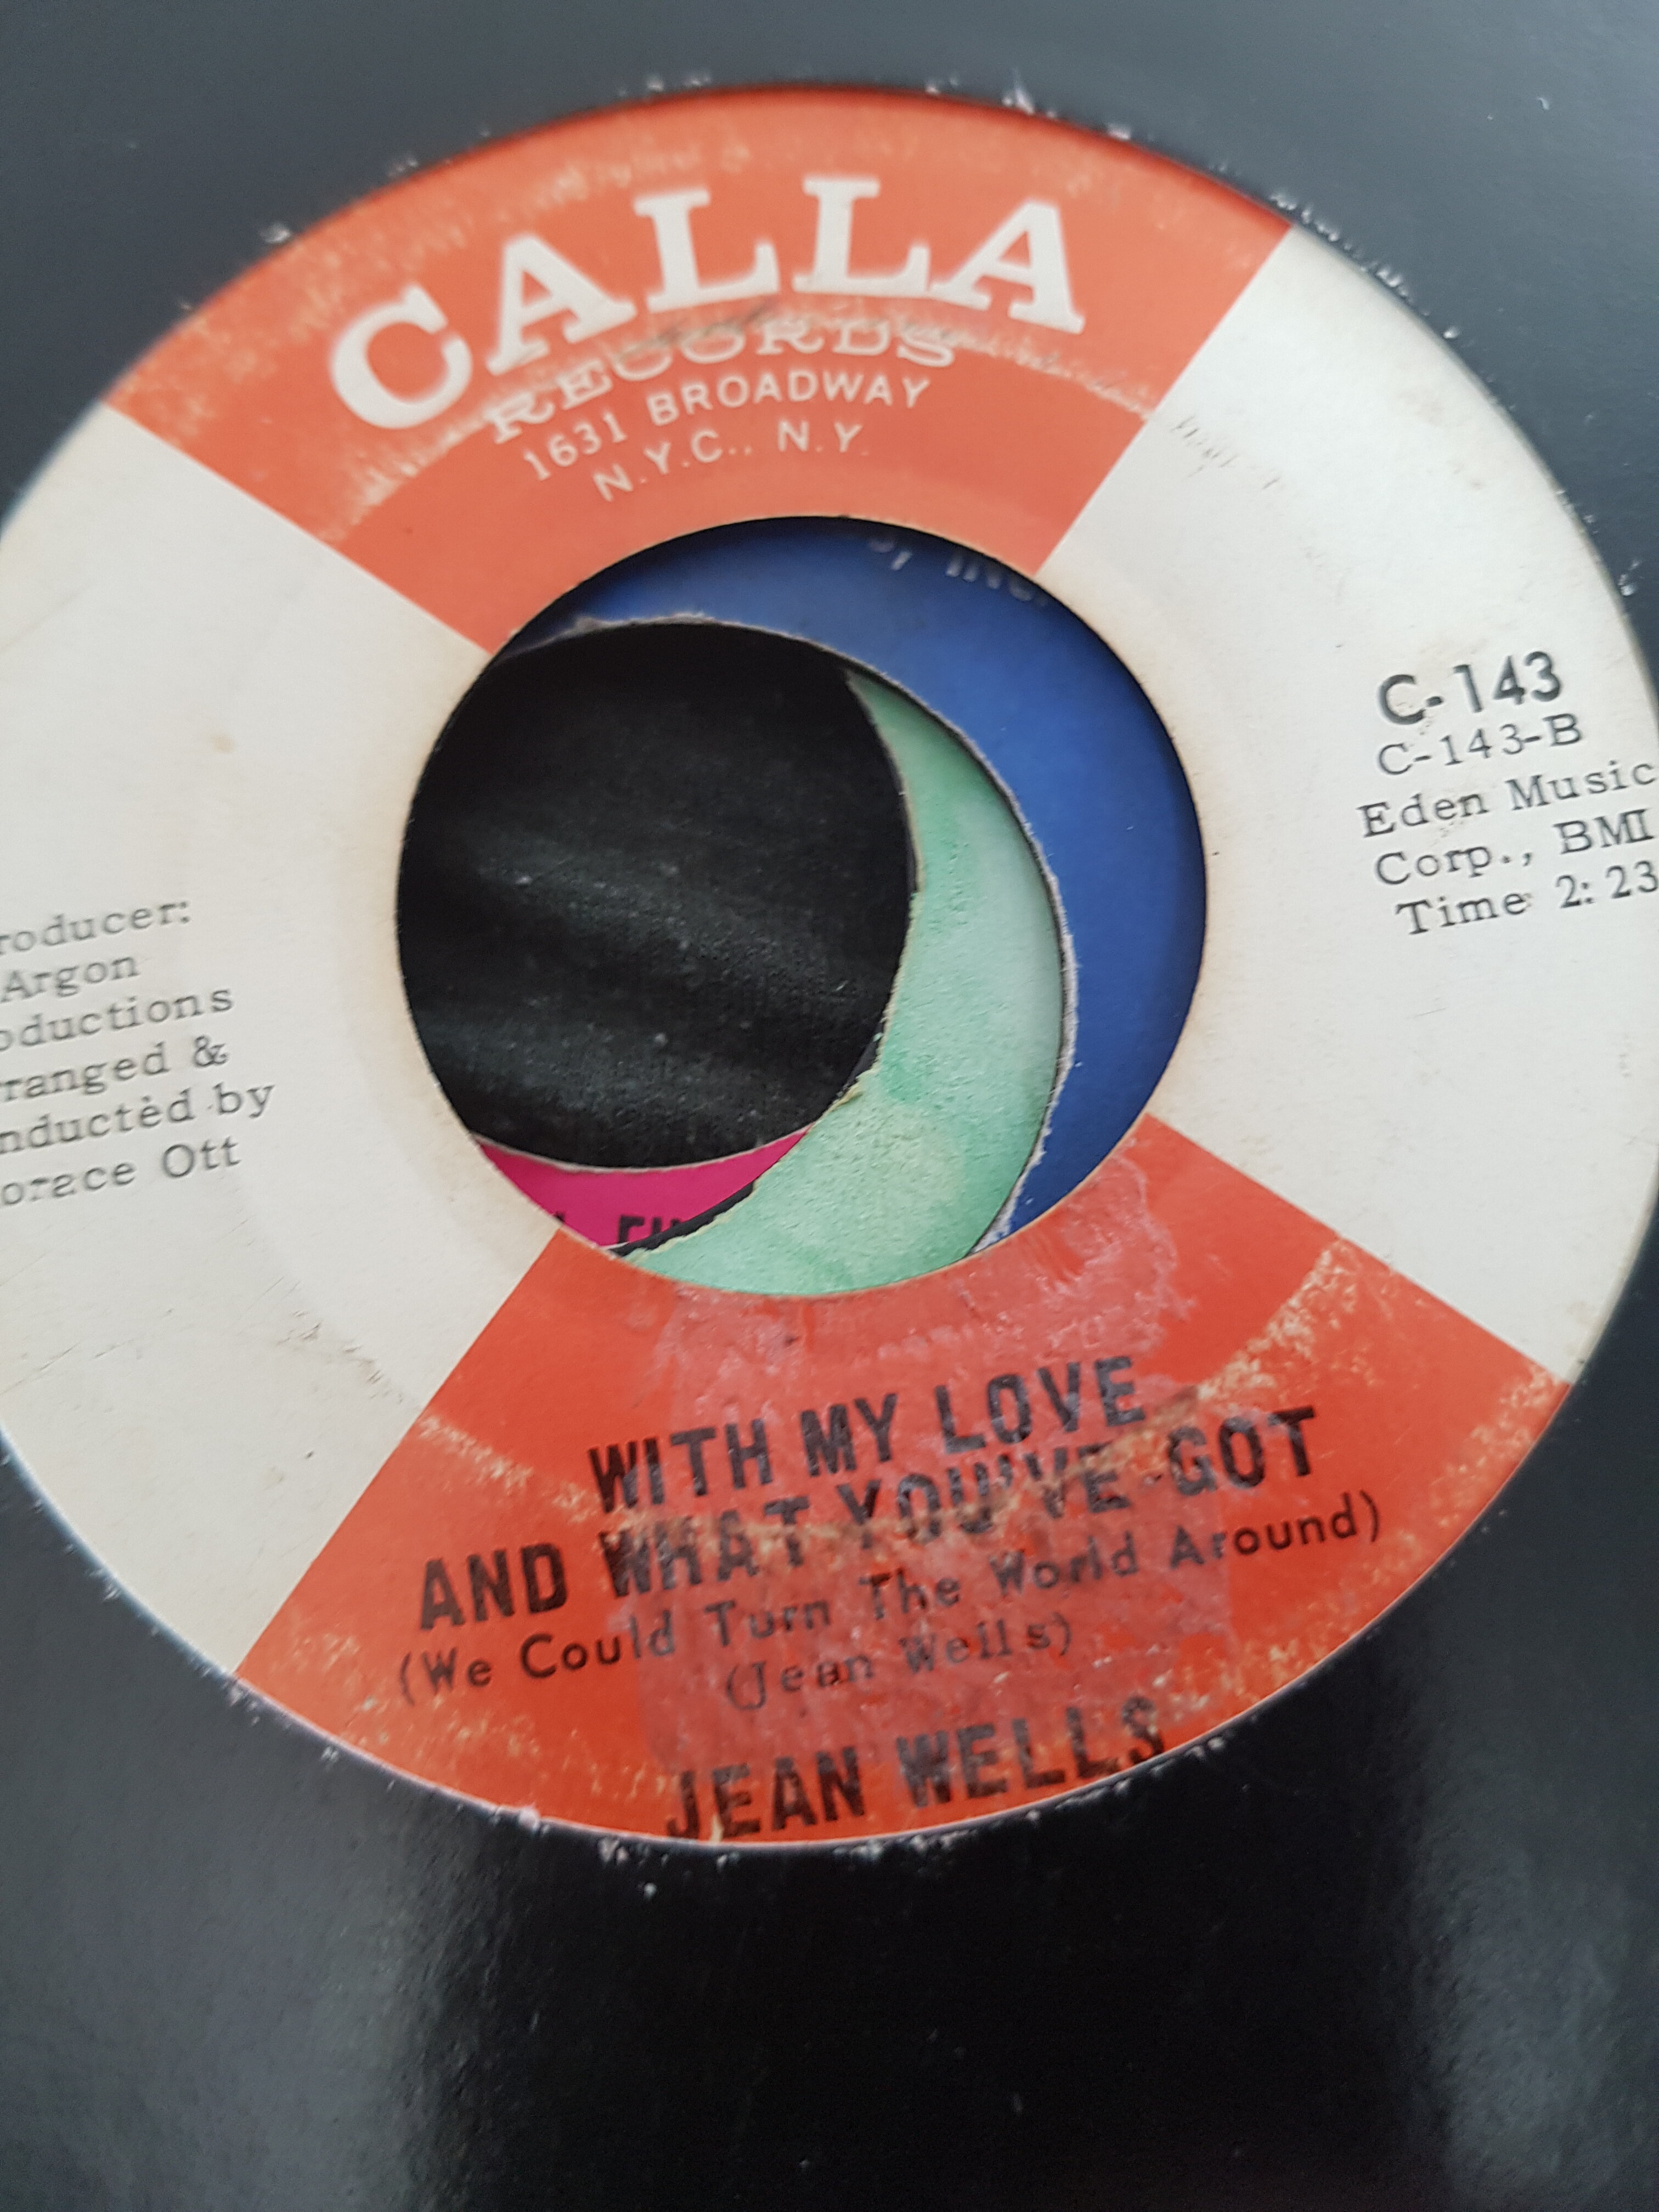 CALLA
RECORDS
1631 BROADWAY
N.Y.C., N.Y.
, INC.
C-143
C-143-B
Eden Music
Corp., BMI
Time 2:23
roducer:
Argon
oductions
rranged &
nducted by
orace Ott
WITH MY LOVE
AND WHAT YOU'VE GOT
(We Could Turn The World Around)
(Jean Wells)
JEAN WELLS